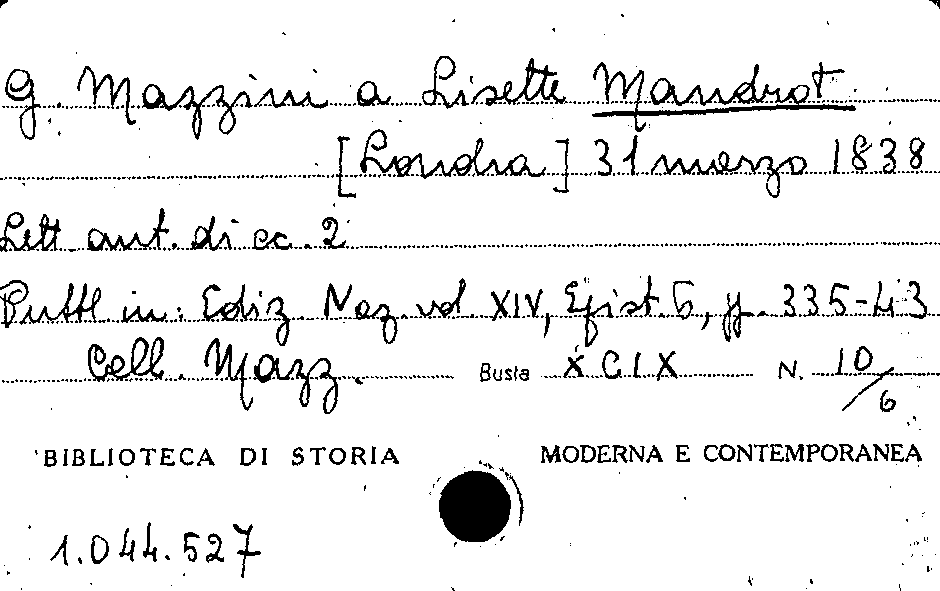 G. Mazzini a Lisette Mandrot
[Londra] 31 marzo 1838
Lett. aut. di cc. 2
Pubbl in: Ediz. Naz. vol. XIV, Epist. 6, pp. 335-43
Coll. Mazz. Busta XCIX N. 10/6
BIBLIOTECA DI STORIA MODERNA E CONTEMPORANEA
1.044.527